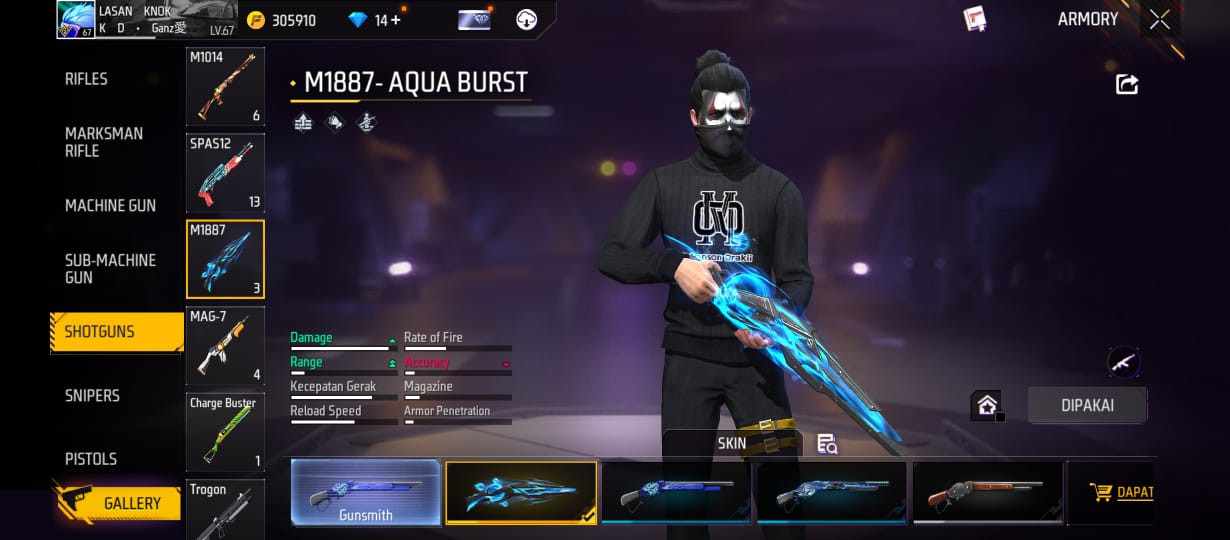 LASAN KNOK
K D · Ganz愛
LV.67
67
305910
14+
ARMORY
RIFLES
MARKSMAN
RIFLE
MACHINE GUN
SUB-MACHINE
GUN
SHOTGUNS
SNIPERS
PISTOLS
GALLERY
M1014
6
SPAS12
13
M1887
3
MAG-7
4
Charge Buster
1
Trogon
M1887- AQUA BURST
Damage
Rate of Fire
Range
Accuracy
Kecepatan Gerak
Magazine
Reload Speed
Armor Penetration
DIPAKAI
SKIN
Gunsmith
DAPAT